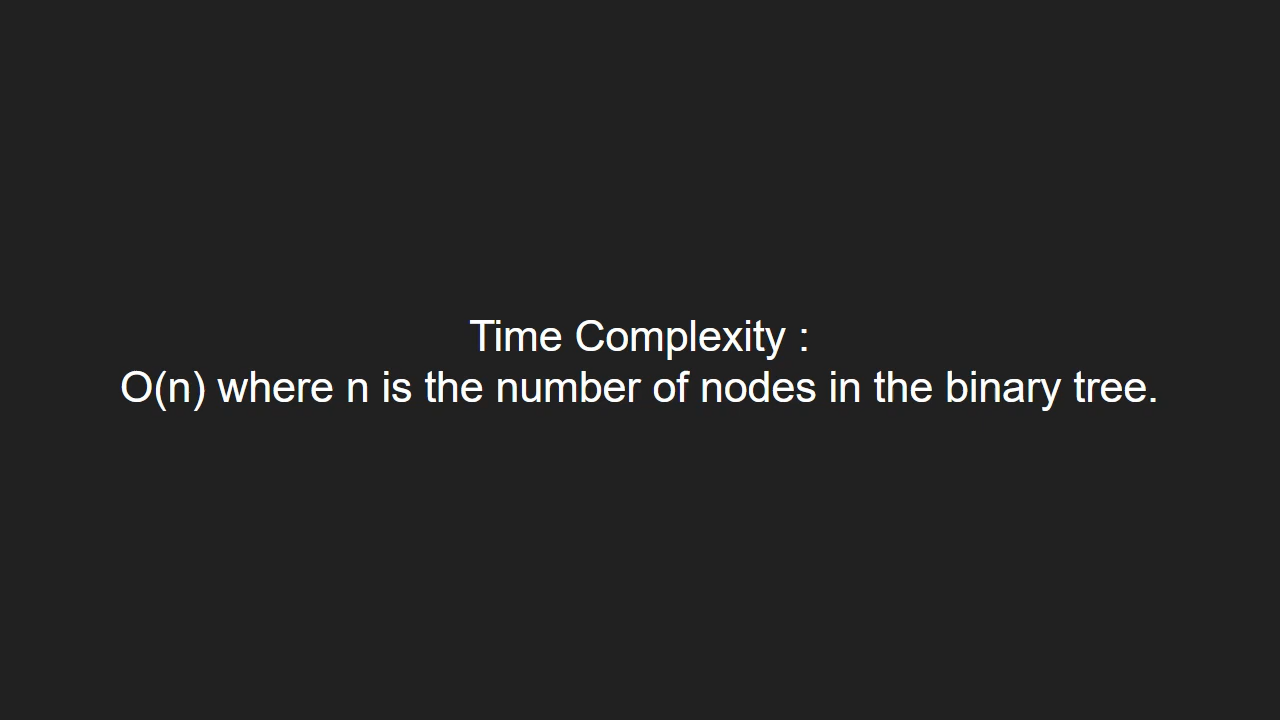 Time Complexity :
O(n) where n is the number of nodes in the binary tree.